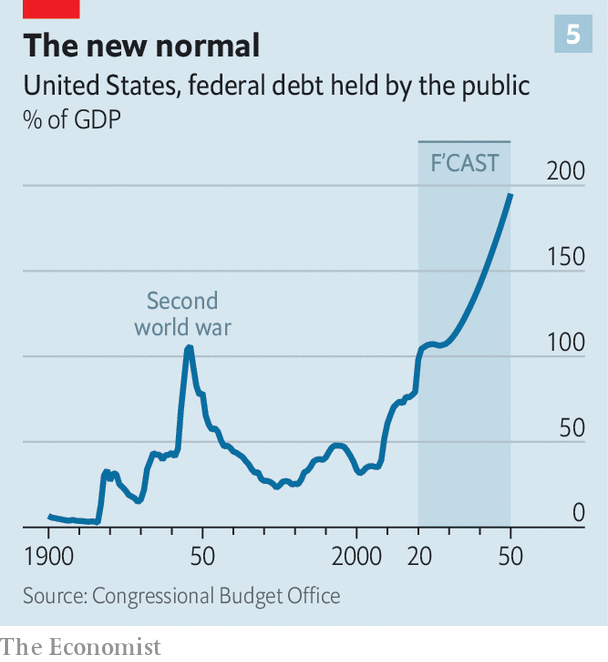 The new normal
5
United States, federal debt held by the public
% of GDP
F'CAST
200
150
Second
world war
100
50
0
1900 50 2000 20 50
Source: Congressional Budget Office
The Economist